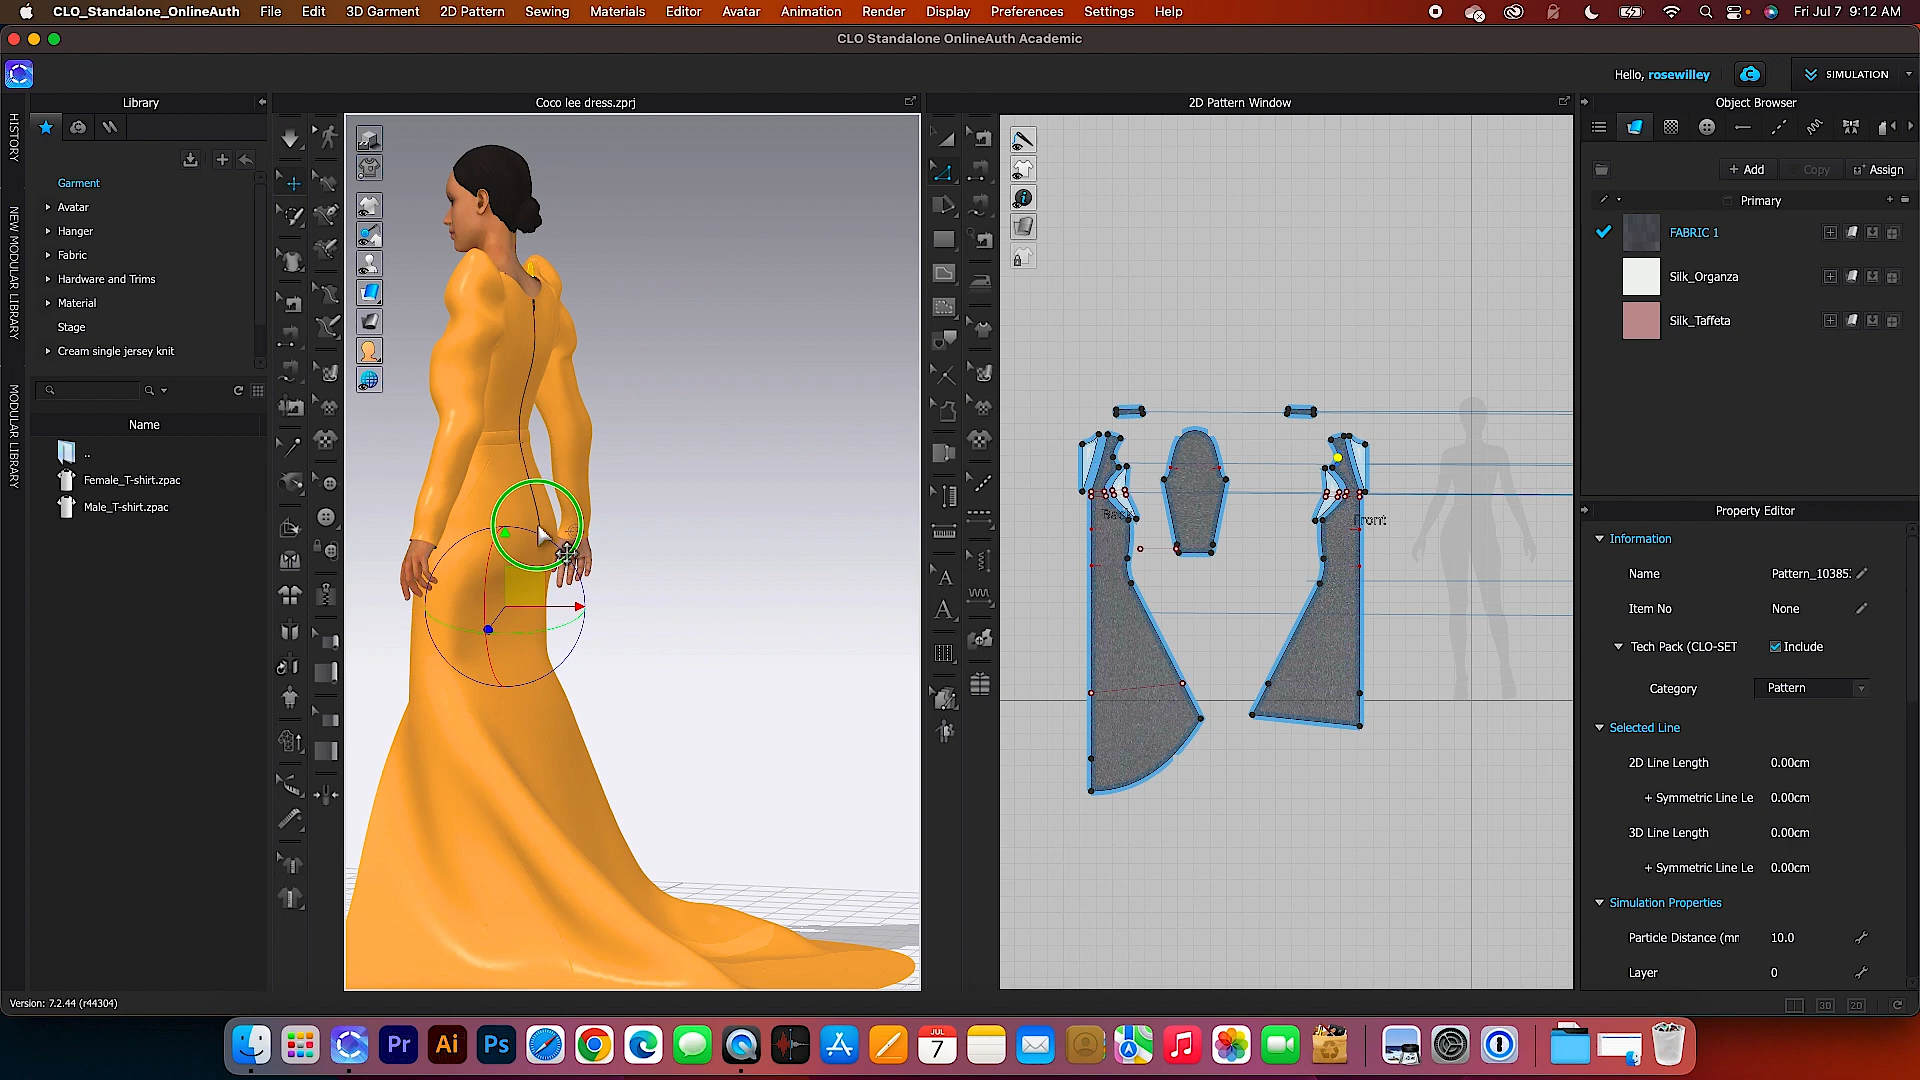 CLO_Standalone_OnlineAuth File Edit 3D Garment 2D Pattern Sewing Materials Editor Avatar Animation Render Display Preferences Settings Help Fri Jul 7 9:12 AM
CLO Standalone OnlineAuth Academic
Hello, rosewilley
SIMULATION
Library
Coco lee dress.zprj
2D Pattern Window
Object Browser
HISTORY
NEW MODULAR LIBRARY
MODULAR LIBRARY
Garment
Avatar
Hanger
Fabric
Hardware and Trims
Material
Stage
Cream single jersey knit
Name
..
Female_T-shirt.zpac
Male_T-shirt.zpac
Front
+ Add
Copy
Assign
Primary
FABRIC 1
Silk_Organza
Silk_Taffeta
Property Editor
Information
Name Pattern_10385
Item No None
Tech Pack (CLO-SET Include
Category Pattern
Selected Line
2D Line Length 0.00cm
+ Symmetric Line Le 0.00cm
3D Line Length 0.00cm
+ Symmetric Line Le 0.00cm
Simulation Properties
Particle Distance (mr 10.0
Layer 0
Version: 7.2.44 (r44304)
3D 2D
Pr Ai Ps
JUL
7